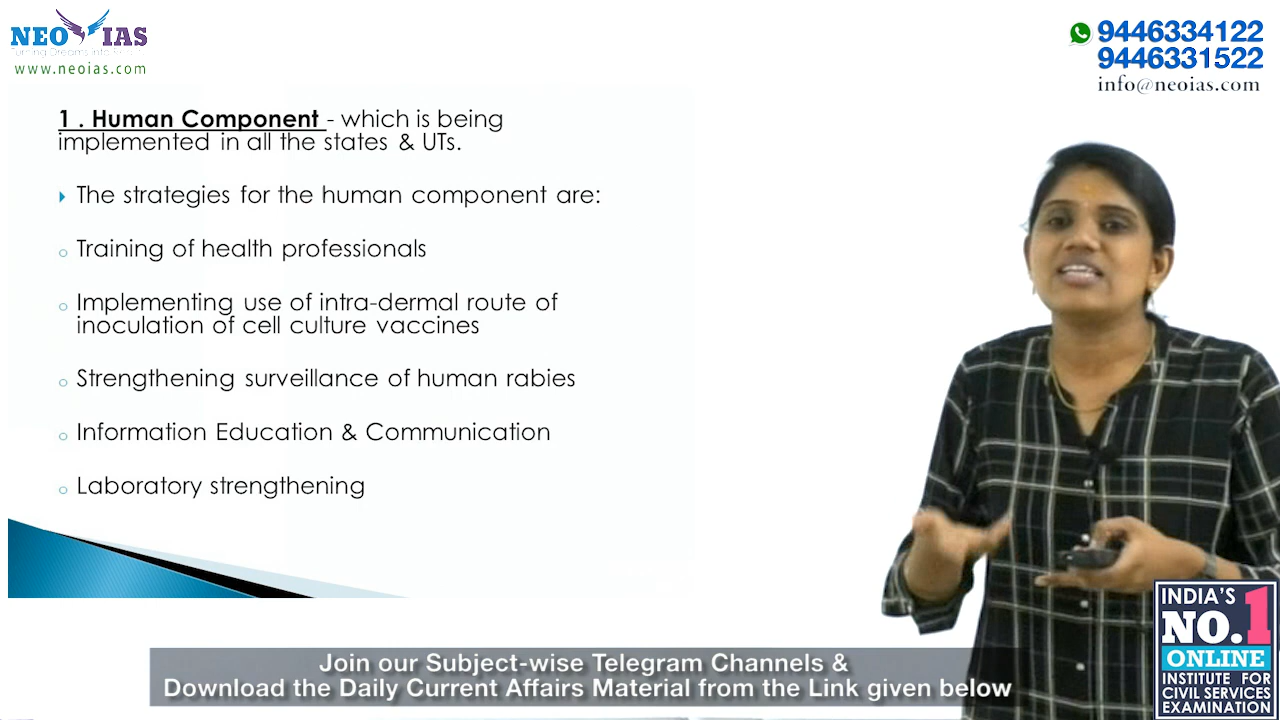 NEO IAS
Turning Dreams into
www.neoias.com
9446334122
9446331522
info@neoias.com
1 . Human Component - which is being
implemented in all the states & UTs.
The strategies for the human component are:
Training of health professionals
Implementing use of intra-dermal route of
inoculation of cell culture vaccines
Strengthening surveillance of human rabies
Information Education & Communication
Laboratory strengthening
INDIA'S
NO.1
ONLINE
INSTITUTE FOR
CIVIL SERVICES
EXAMINATION
Join our Subject-wise Telegram Channels &
Download the Daily Current Affairs Material from the Link given below